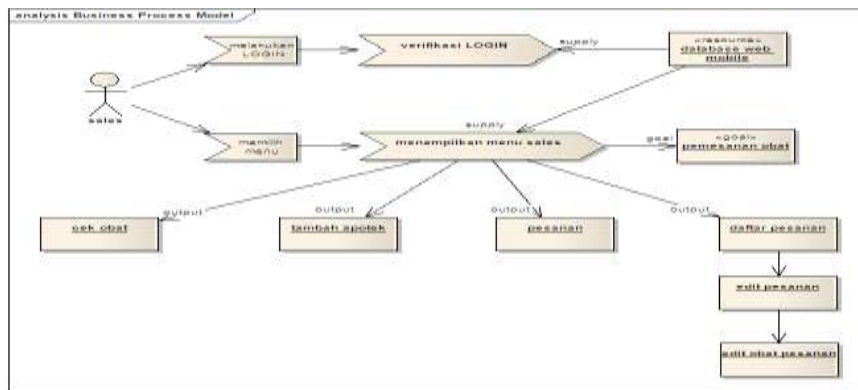 analysis Business Process Model
melakukan
LOGIN
verifikasi LOGIN
supply
«resource»
database web
mobile
sales
supply
memilih
menu
menampilkan menu sales
goal
«goal»
pemesanan obat
output
output
output
output
cek obat
tambah apotek
pesanan
daftar pesanan
edit pesanan
edit obat pesanan